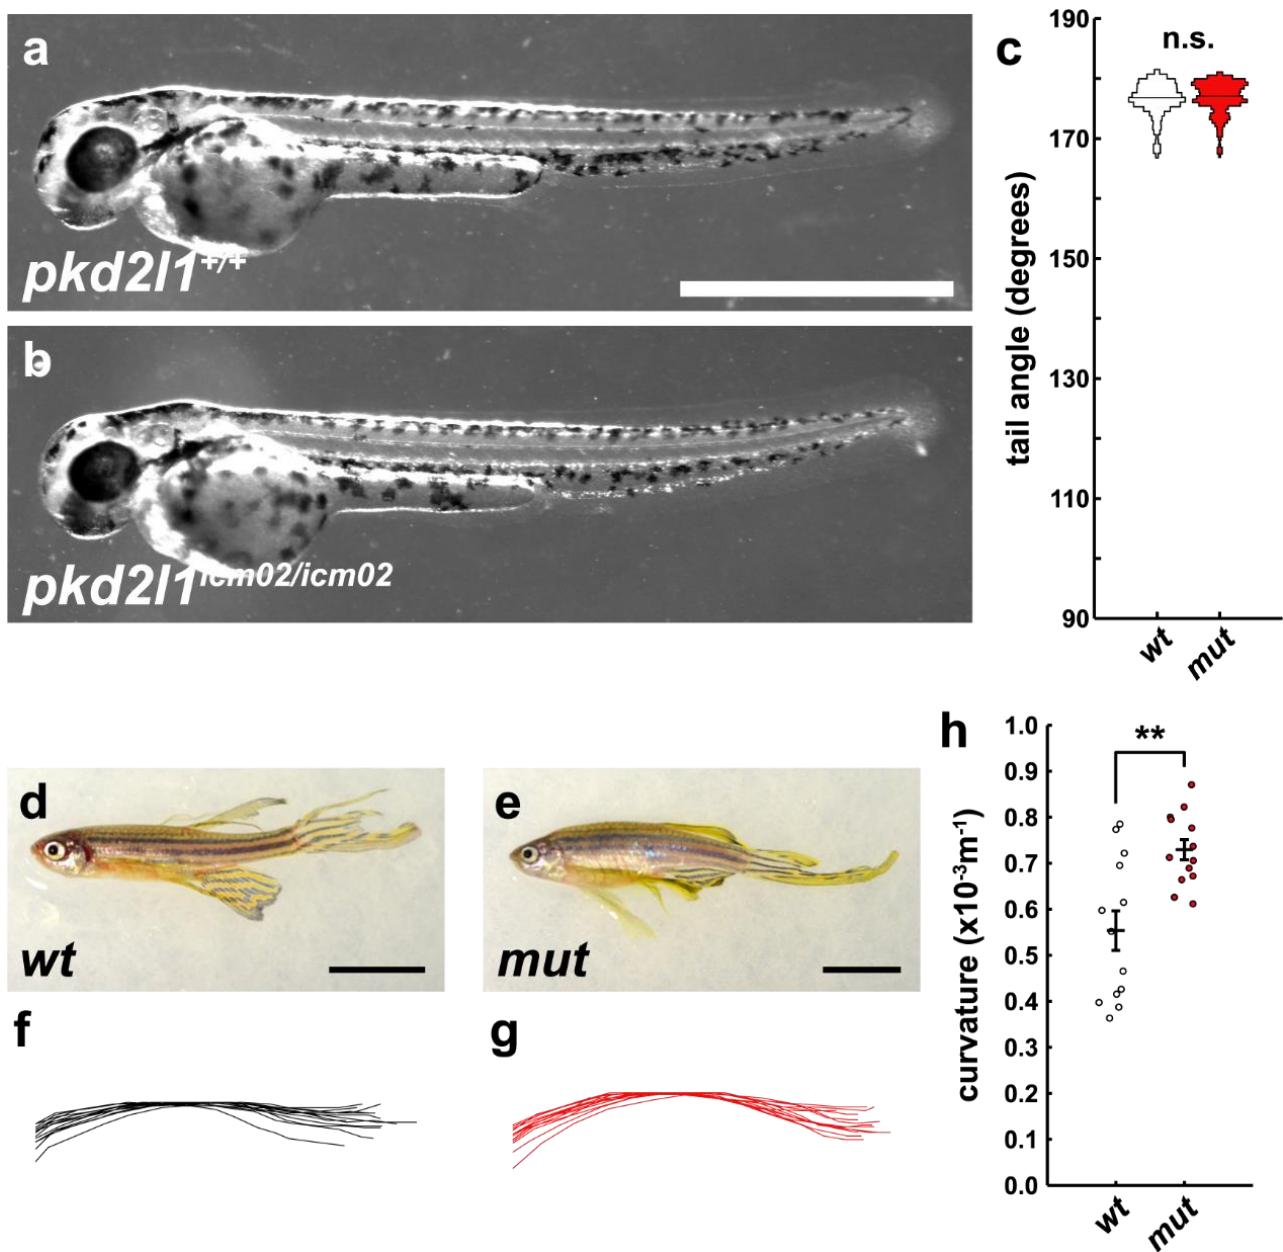 a
pkd2l1+/+
b
pkd2l1icm02/icm02
c
n.s.
190
170
150
130
110
90
tail angle (degrees)
wt
mut
d
wt
e
mut
f
g
h
**
1.0
0.9
0.8
0.7
0.6
0.5
0.4
0.3
0.2
0.1
0.0
curvature (x10-3m-1)
wt
mut